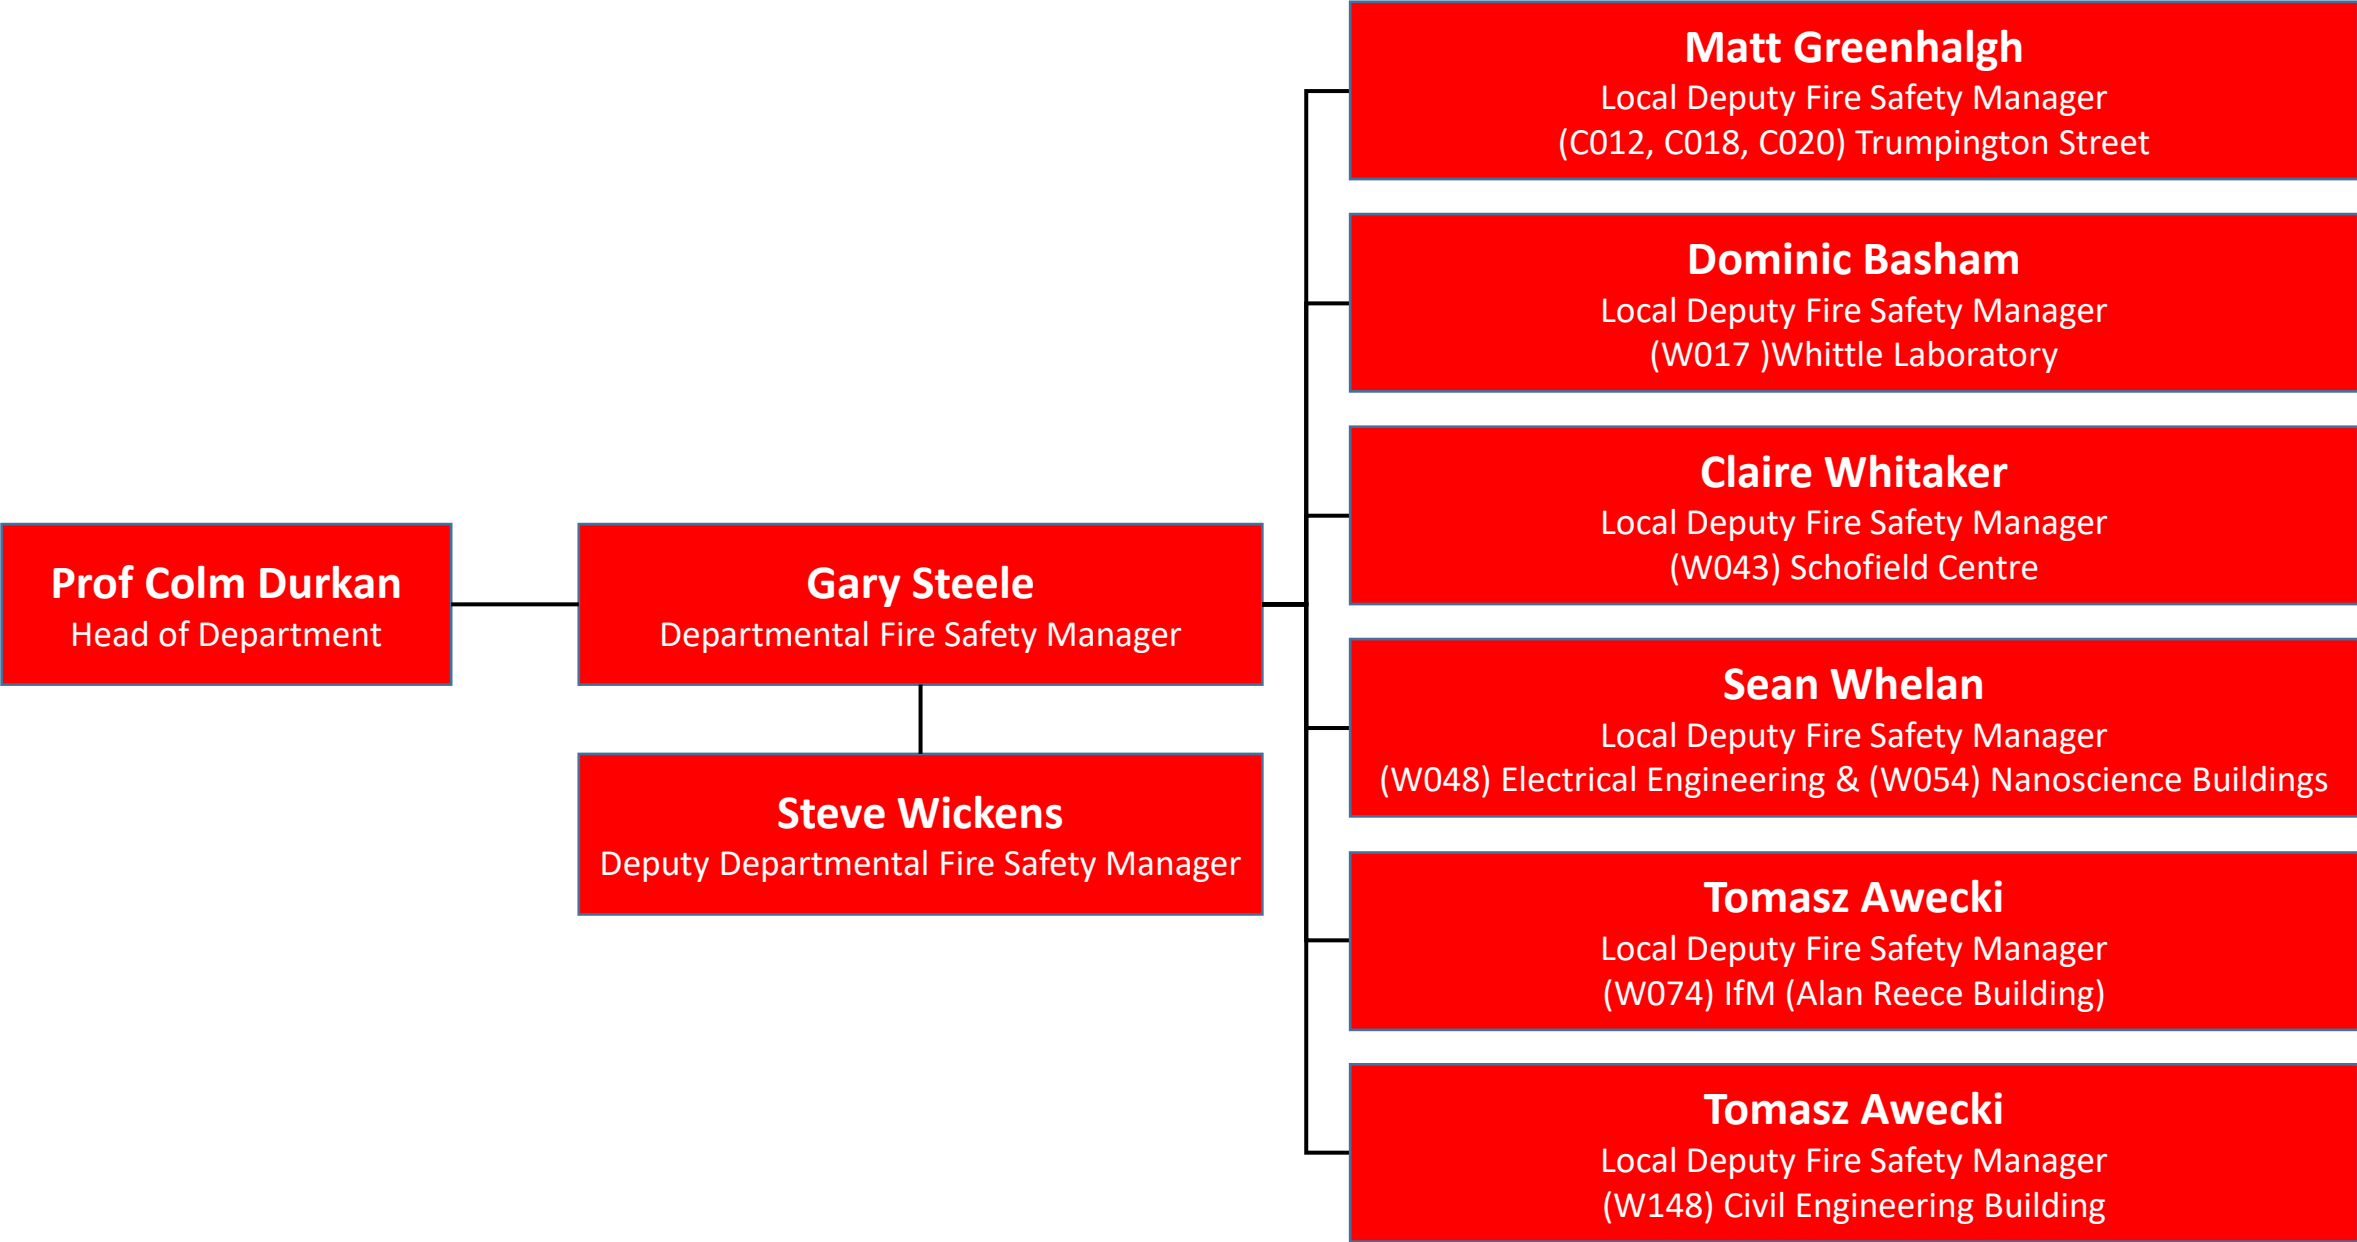 Prof Colm Durkan
Head of Department
Gary Steele
Departmental Fire Safety Manager
Steve Wickens
Deputy Departmental Fire Safety Manager
Matt Greenhalgh
Local Deputy Fire Safety Manager
(C012, C018, C020) Trumpington Street
Dominic Basham
Local Deputy Fire Safety Manager
(W017 )Whittle Laboratory
Claire Whitaker
Local Deputy Fire Safety Manager
(W043) Schofield Centre
Sean Whelan
Local Deputy Fire Safety Manager
(W048) Electrical Engineering & (W054) Nanoscience Buildings
Tomasz Awecki
Local Deputy Fire Safety Manager
(W074) IfM (Alan Reece Building)
Tomasz Awecki
Local Deputy Fire Safety Manager
(W148) Civil Engineering Building